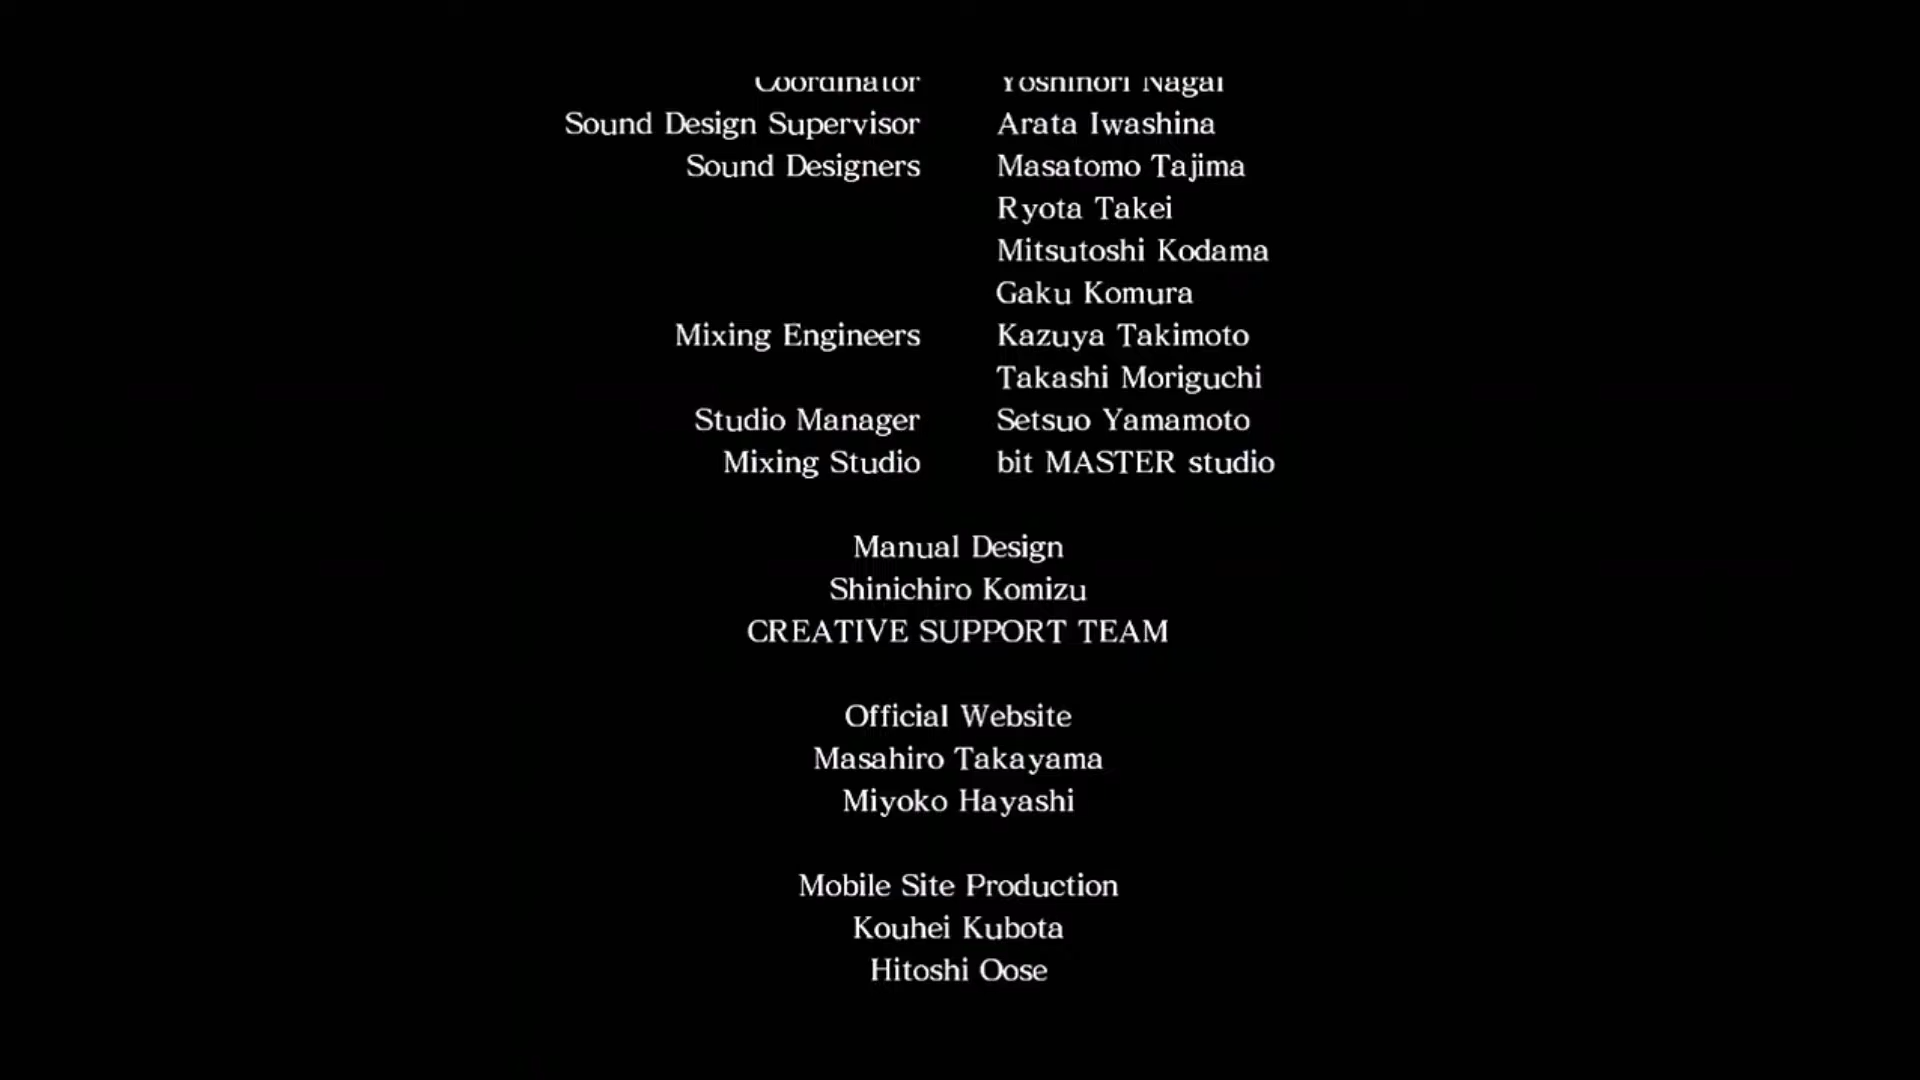 Coordinator Yoshinori Nagai
Sound Design Supervisor Arata Iwashina
Sound Designers Masatomo Tajima
Ryota Takei
Mitsutoshi Kodama
Gaku Komura
Mixing Engineers Kazuya Takimoto
Takashi Moriguchi
Studio Manager Setsuo Yamamoto
Mixing Studio bit MASTER studio
Manual Design
Shinichiro Komizu
CREATIVE SUPPORT TEAM
Official Website
Masahiro Takayama
Miyoko Hayashi
Mobile Site Production
Kouhei Kubota
Hitoshi Oose